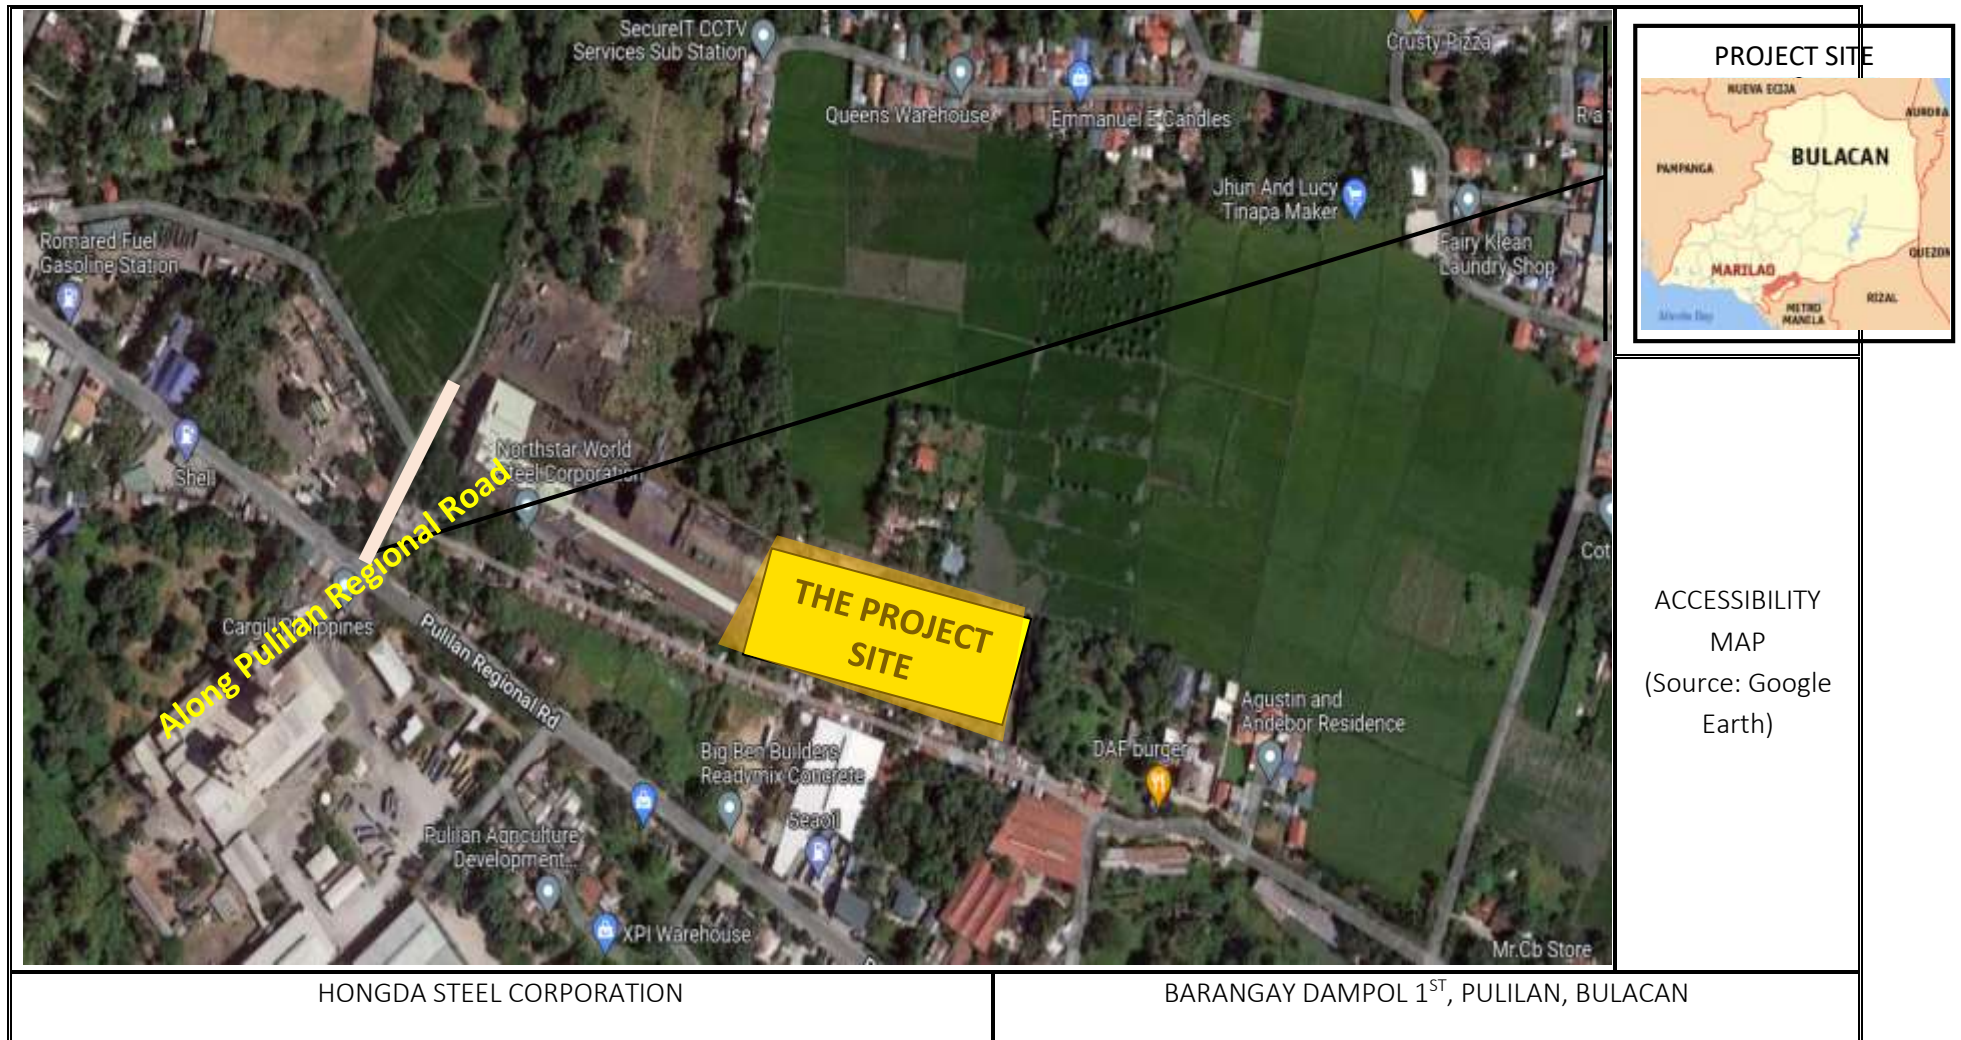 SecureIT CCTV
Services Sub Station
Crusty Pizza
Queens Warehouse
Emmanuel E Candles
Jhun And Lucy
Tinapa Maker
Fairy Klean
Laundry Shop
Romared Fuel
Gasoline Station
Northstar World
Steel Corporation
Shell
Along Pulilan Regional Road
Cargill Philippines
Pulilan Regional Rd
THE PROJECT
SITE
Agustin and
Andebor Residence
DAF burger
Big Ben Builders
Readymix Concrete
Seaoil
Pulilan Agriculture
Development...
XPI Warehouse
Mr.Cb Store
PROJECT SITE
NUEVA ECIJA
AURORA
BULACAN
PAMPANGA
QUEZON
MARILAO
RIZAL
METRO
MANILA
Manila Bay
ACCESSIBILITY
MAP
(Source: Google
Earth)
HONGDA STEEL CORPORATION
BARANGAY DAMPOL 1ST, PULILAN, BULACAN